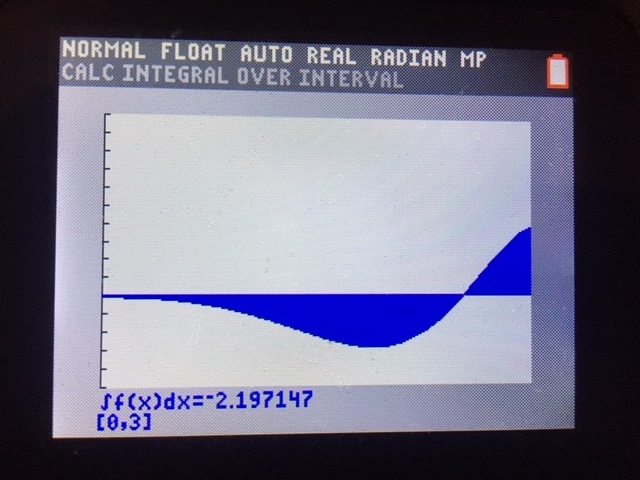 NORMAL FLOAT AUTO REAL RADIAN MP
CALC INTEGRAL OVER INTERVAL
∫f(x)dx=⁻2.197147
[0,3]